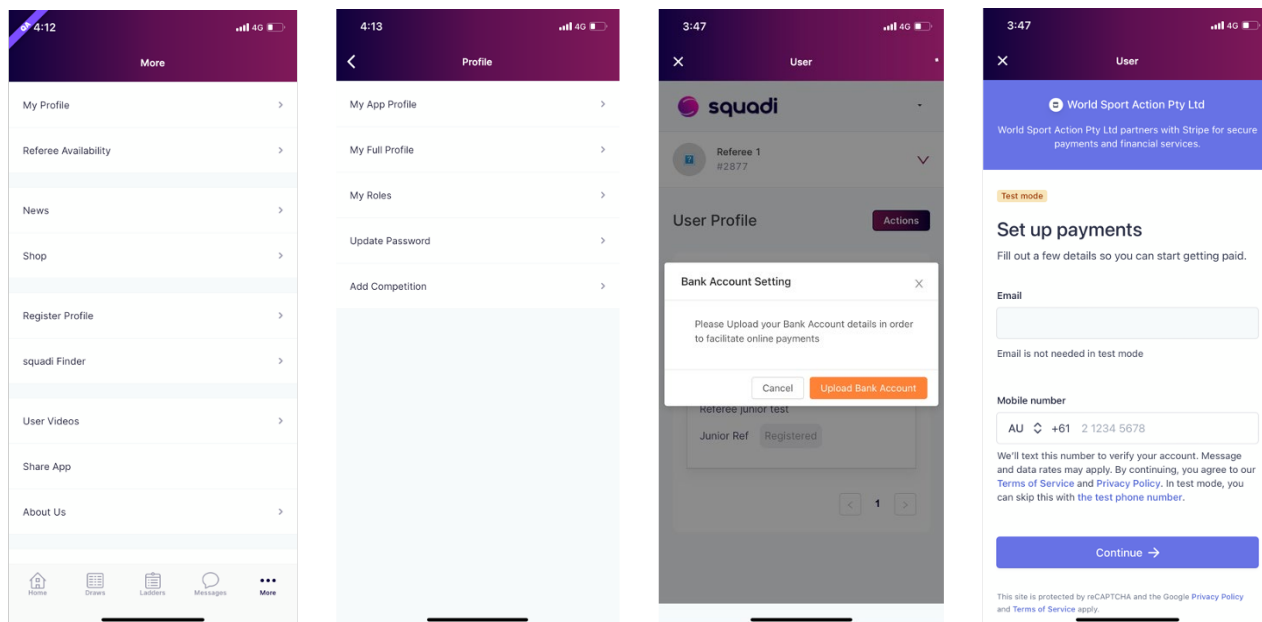 QA
4:12
4G
More
My Profile
Referee Availability
News
Shop
Register Profile
squadi Finder
User Videos
Share App
About Us
Home
Draws
Ladders
Messages
More
4:13
4G
Profile
My App Profile
My Full Profile
My Roles
Update Password
Add Competition
3:47
4G
User
squadi
Referee 1
#2877
User Profile
Actions
Bank Account Setting
Please Upload your Bank Account details in order
to facilitate online payments
Cancel
Upload Bank Account
Referee junior test
Junior Ref
Registered
1
3:47
4G
User
World Sport Action Pty Ltd
World Sport Action Pty Ltd partners with Stripe for secure
payments and financial services.
Test mode
Set up payments
Fill out a few details so you can start getting paid.
Email
Email is not needed in test mode
Mobile number
AU +61 2 1234 5678
We'll text this number to verify your account. Message
and data rates may apply. By continuing, you agree to our
Terms of Service and Privacy Policy. In test mode, you
can skip this with the test phone number.
Continue →
This site is protected by reCAPTCHA and the Google Privacy Policy
and Terms of Service apply.